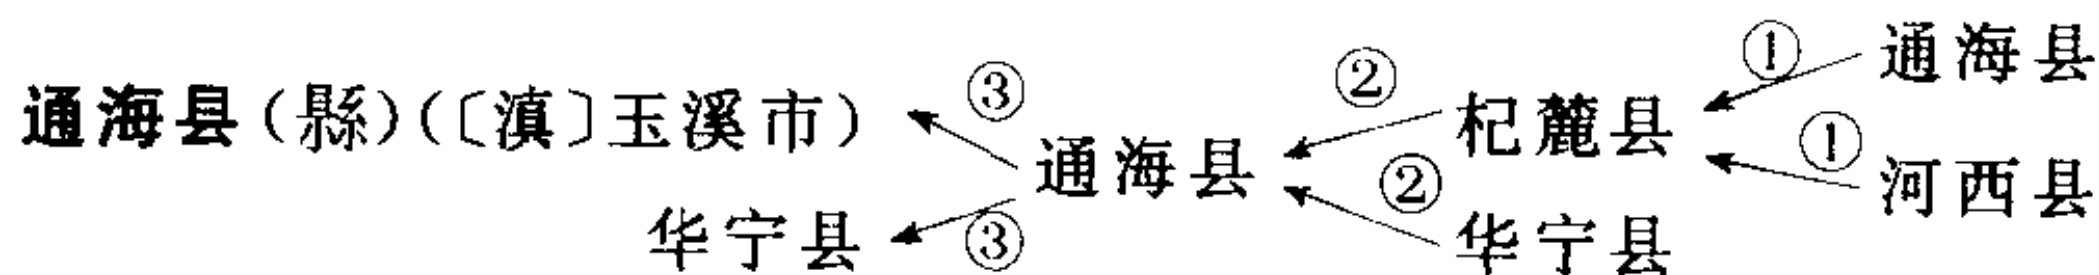 ① 通海县
通海县(縣)(〔滇〕玉溪市) ③ ② 杞麓县 ①
通海县 河西县
华宁县 ③ ② 华宁县